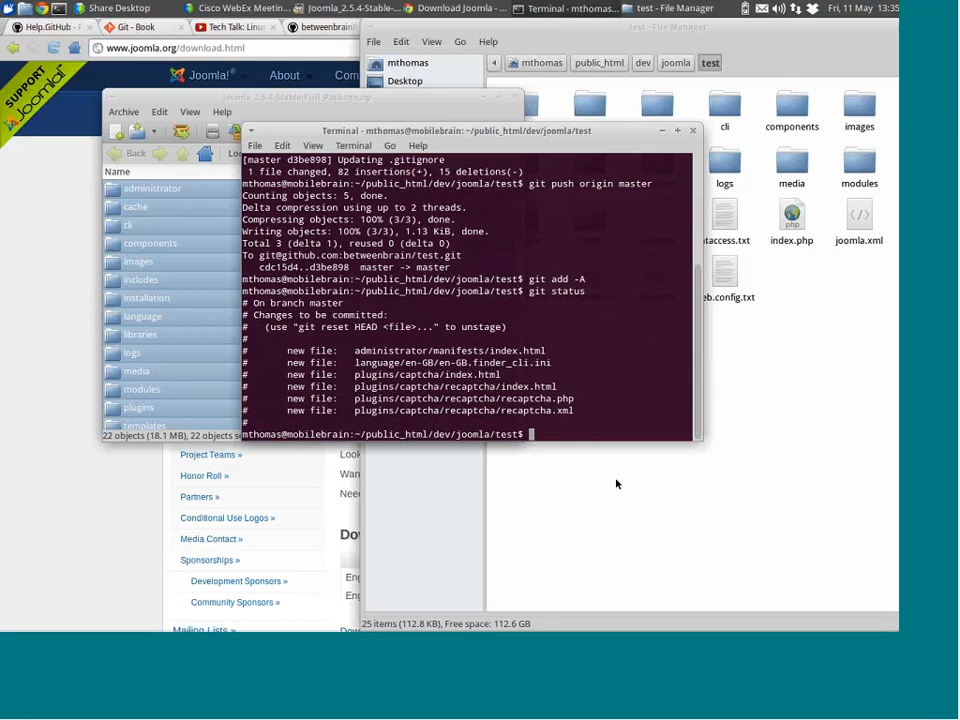 Share Desktop
Cisco WebEx Meetin...
Joomla_2.5.4-Stable-...
Download Joomla - ...
Terminal - mthomas...
test - File Manager
Fri, 11 May 13:35
Help.GitHub - 
Git - Book
Tech Talk: Linu
betweenbrain/
test - File Manager
www.joomla.org/download.html
File Edit View Go Help
mthomas
Desktop
mthomas public_html dev joomla test
SUPPORT
Joomla!
Joomla!® About Com
Joomla_2.5.4-Stable-Full_Package.zip
Archive Edit View Help
Back
Name
administrator
cache
cli
components
images
includes
installation
language
libraries
logs
media
modules
plugins
templates
22 objects (18.1 MB), 22 objects s
Terminal - mthomas@mobilebrain: ~/public_html/dev/joomla/test
File Edit View Terminal Go Help
[master d3be898] Updating .gitignore
1 file changed, 82 insertions(+), 15 deletions(-)
mthomas@mobilebrain:~/public_html/dev/joomla/test$ git push origin master
Counting objects: 5, done.
Delta compression using up to 2 threads.
Compressing objects: 100% (3/3), done.
Writing objects: 100% (3/3), 1.13 KiB, done.
Total 3 (delta 1), reused 0 (delta 0)
To git@github.com:betweenbrain/test.git
cdc15d4..d3be898 master -> master
mthomas@mobilebrain:~/public_html/dev/joomla/test$ git add -A
mthomas@mobilebrain:~/public_html/dev/joomla/test$ git status
# On branch master
# Changes to be committed:
# (use "git reset HEAD <file>..." to unstage)
#
# new file: administrator/manifests/index.html
# new file: language/en-GB/en-GB.finder_cli.ini
# new file: plugins/captcha/index.html
# new file: plugins/captcha/recaptcha/index.html
# new file: plugins/captcha/recaptcha/recaptcha.php
# new file: plugins/captcha/recaptcha/recaptcha.xml
#
mthomas@mobilebrain:~/public_html/dev/joomla/test$
cli components images
logs media modules
htaccess.txt index.php joomla.xml
php
web.config.txt
Project Teams »
Honor Roll »
Partners »
Conditional Use Logos »
Media Contact »
Sponsorships »
Development Sponsors »
Community Sponsors »
Mailing Lists »
Wan
Need
Do
Eng
Eng
25 items (112.8 KB), Free space: 112.6 GB